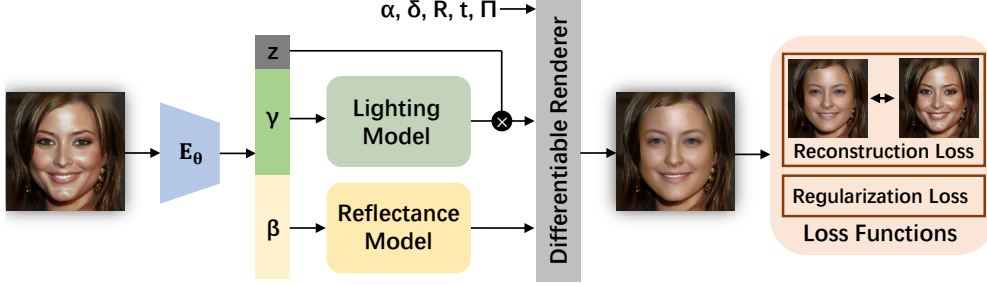 α, δ, R, t, Π
z
γ
β
E_θ
Lighting
Model
Reflectance
Model
Differentiable Renderer
Reconstruction Loss
Regularization Loss
Loss Functions